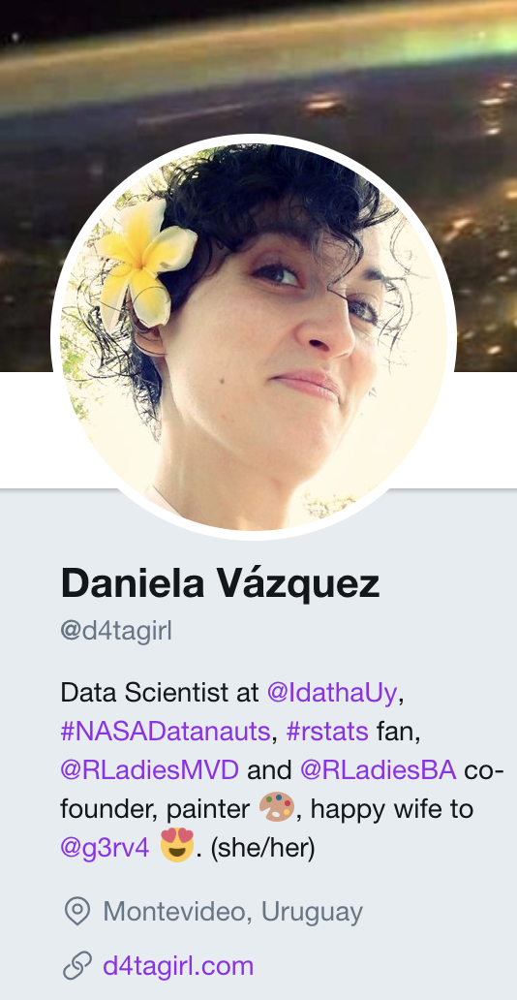 Daniela Vázquez
@d4tagirl
Data Scientist at @IdathaUy,
#NASADatanauts, #rstats fan,
@RLadiesMVD and @RLadiesBA co-
founder, painter 🎨, happy wife to
@g3rv4 😍. (she/her)
Montevideo, Uruguay
d4tagirl.com